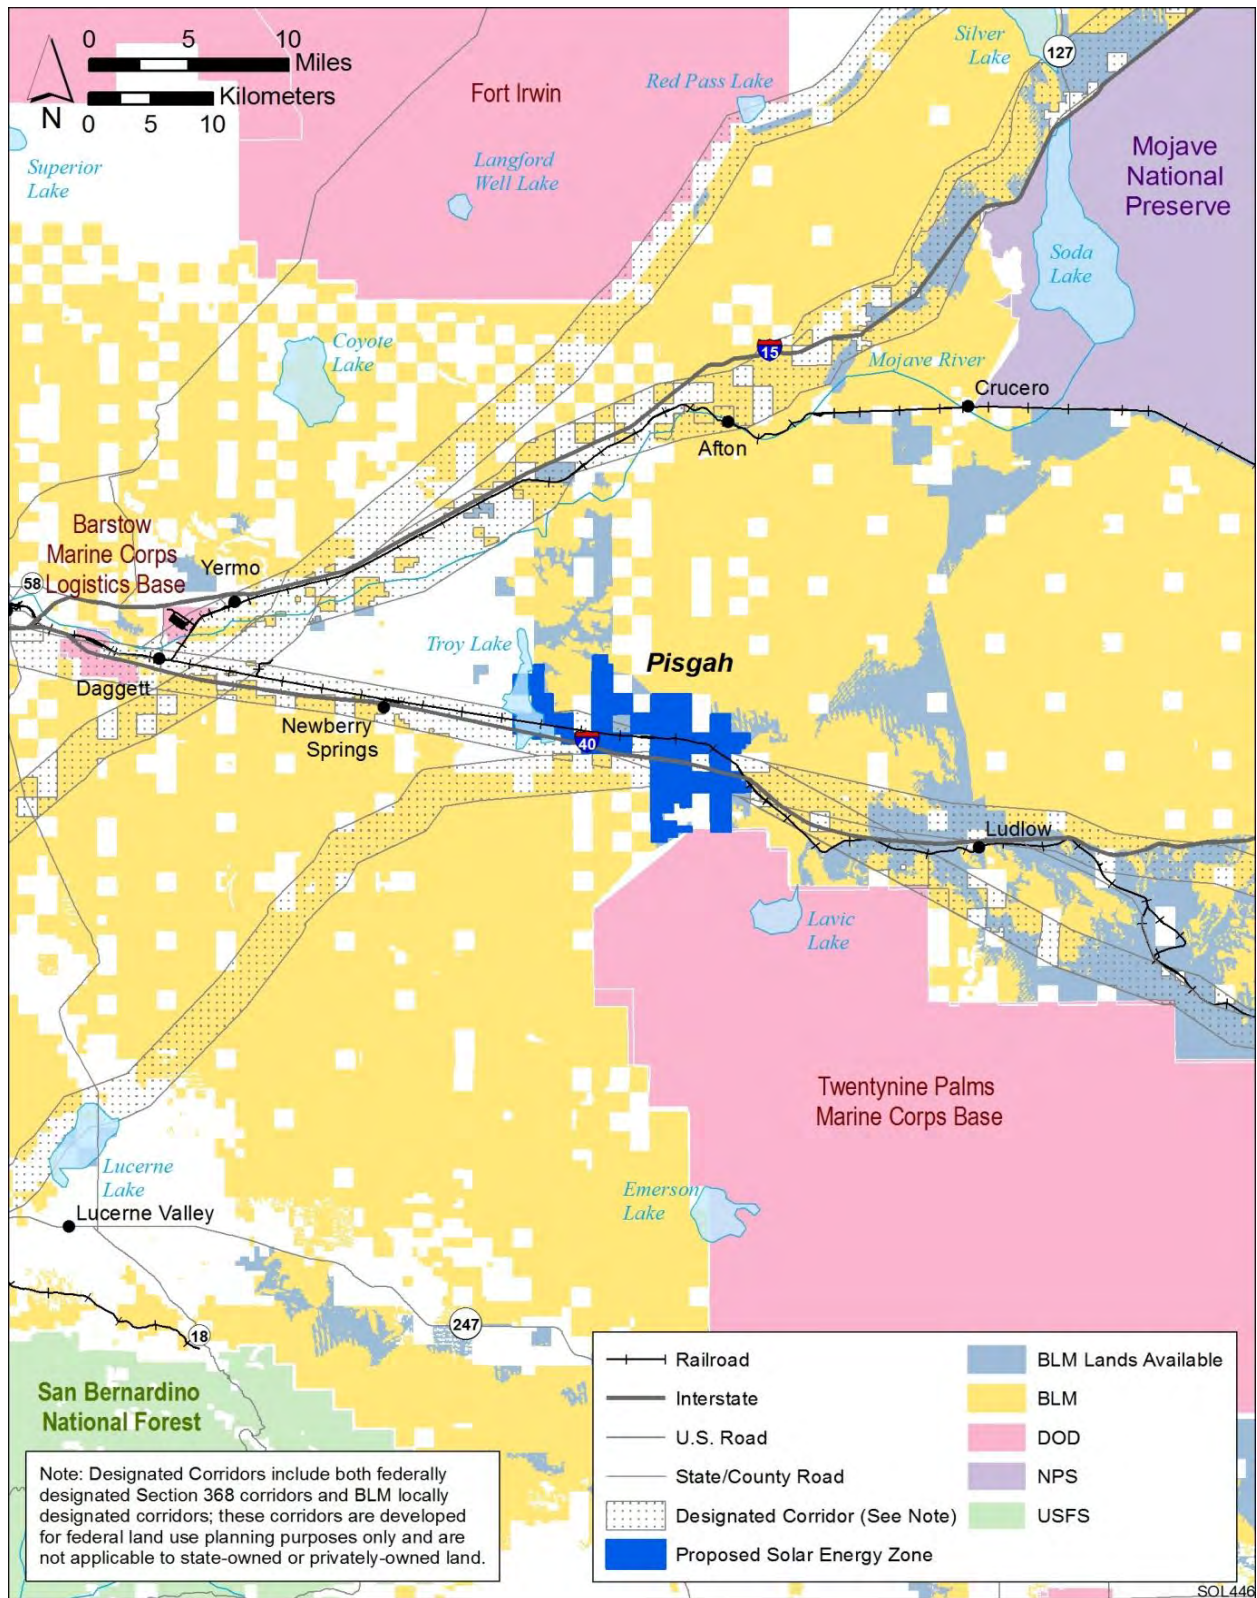 0 5 10
Miles
Kilometers
0 5 10
N
Superior
Lake
Fort Irwin
Langford
Well Lake
Red Pass Lake
Silver
Lake
127
Mojave
National
Preserve
Soda
Lake
Coyote
Lake
15
Mojave River
Crucero
Afton
Barstow
Marine Corps
Logistics Base
58
Yermo
Troy Lake
Pisgah
Daggett
Newberry
Springs
40
Ludlow
Lavic
Lake
Twentynine Palms
Marine Corps Base
Lucerne
Lake
Lucerne Valley
Emerson
Lake
247
18
San Bernardino
National Forest
Note: Designated Corridors include both federally
designated Section 368 corridors and BLM locally
designated corridors; these corridors are developed
for federal land use planning purposes only and are
not applicable to state-owned or privately-owned land.
Railroad
Interstate
U.S. Road
State/County Road
Designated Corridor (See Note)
Proposed Solar Energy Zone
BLM Lands Available
BLM
DOD
NPS
USFS
SOL446